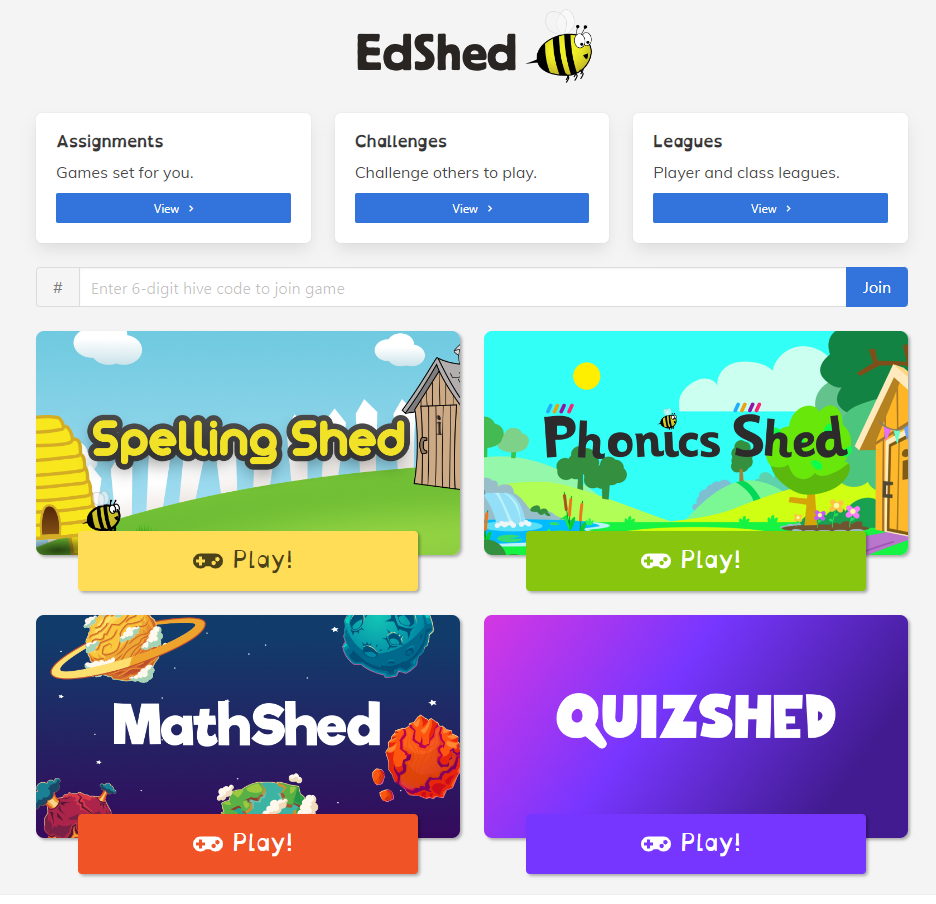 EdShed
Assignments
Games set for you.
View >
Challenges
Challenge others to play.
View >
Leagues
Player and class leagues.
View >
# Enter 6-digit hive code to join game Join
Spelling Shed
Play!
Phonics Shed
Play!
MathShed
Play!
QUIZSHED
Play!